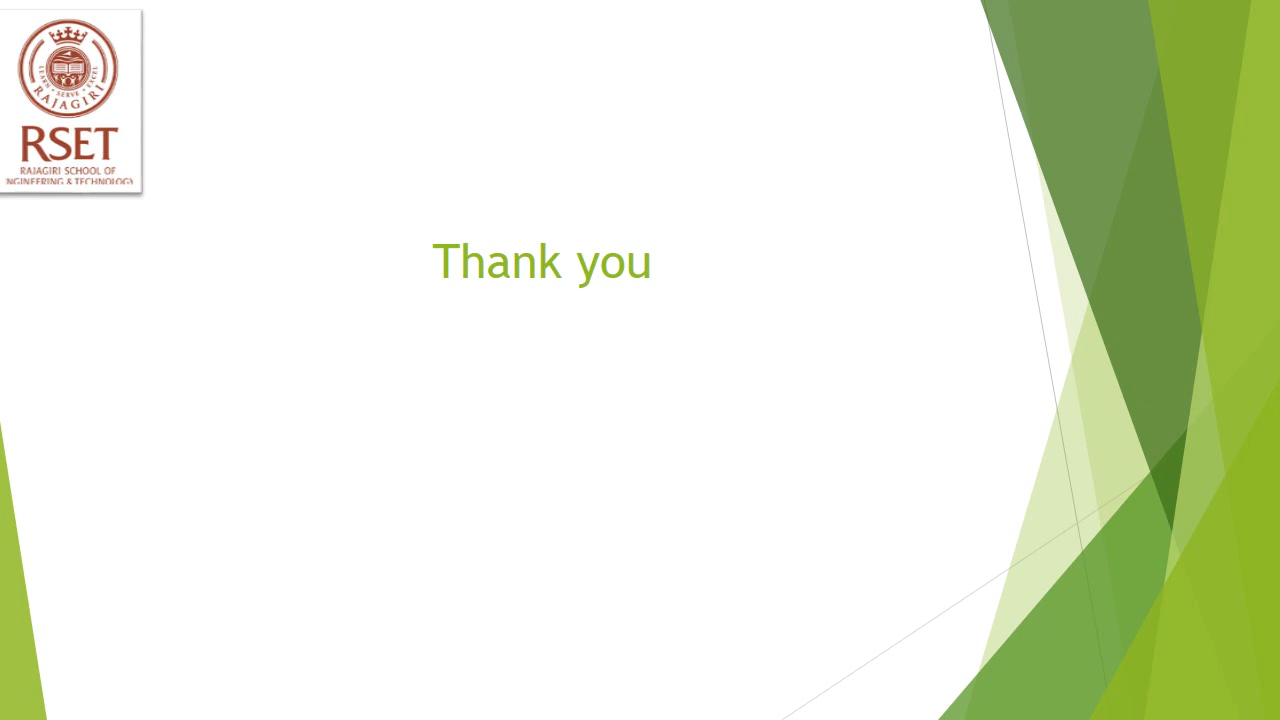 LEARN • SERVE • EXCEL
RAJAGIRI
RSET
RAJAGIRI SCHOOL OF
NGINEERING & TECHNOLOGY
Thank you